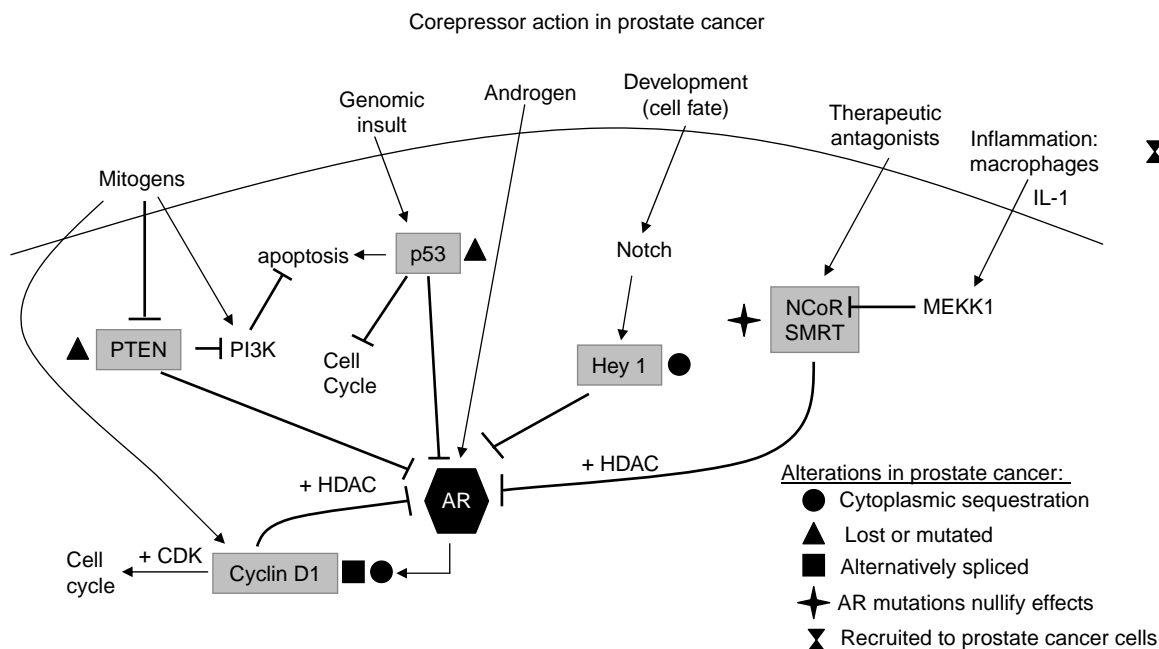 Corepressor action in prostate cancer
Genomic
insult
Androgen
Development
(cell fate)
Therapeutic
antagonists
Inflammation:
macrophages
IL-1
Mitogens
apoptosis
p53
Notch
NCoR
SMRT
MEKK1
PTEN
PI3K
Cell
Cycle
Hey 1
+ HDAC
+ HDAC
AR
Cell
cycle
+ CDK
Cyclin D1
Alterations in prostate cancer:
Cytoplasmic sequestration
Lost or mutated
Alternatively spliced
AR mutations nullify effects
Recruited to prostate cancer cells